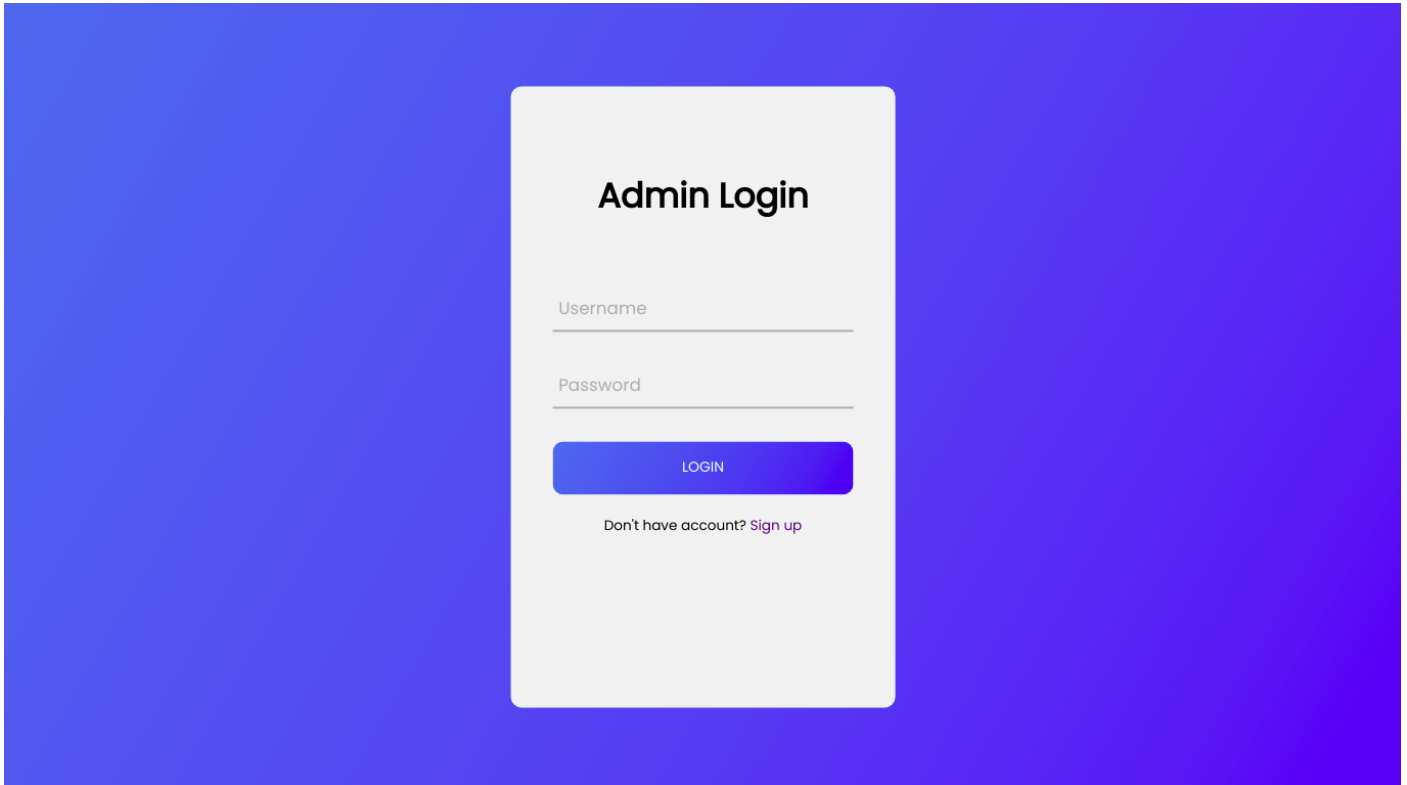 Admin Login
Username
Password
LOGIN
Don't have account? Sign up